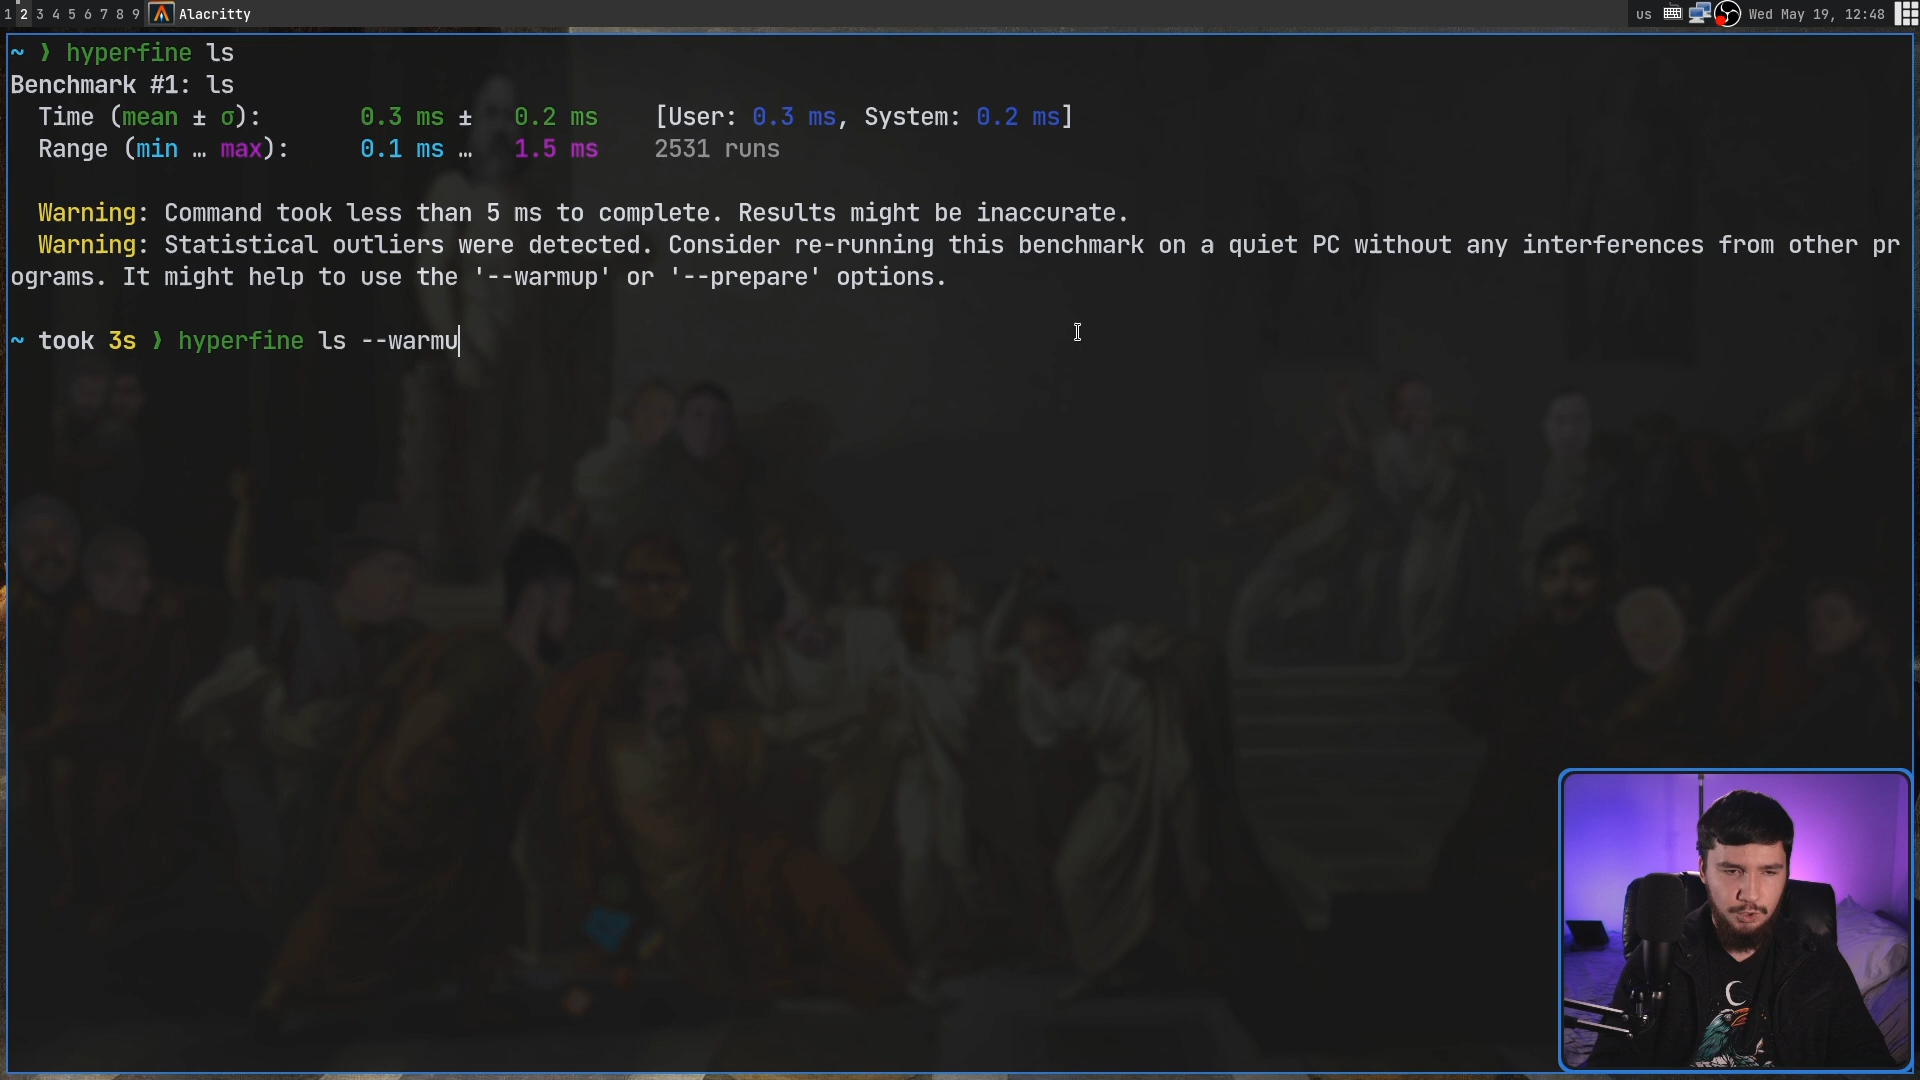 1 2 3 4 5 6 7 8 9 Alacritty us Wed May 19, 12:48
~ ❯ hyperfine ls
Benchmark #1: ls
Time (mean ± σ): 0.3 ms ± 0.2 ms [User: 0.3 ms, System: 0.2 ms]
Range (min … max): 0.1 ms … 1.5 ms 2531 runs
Warning: Command took less than 5 ms to complete. Results might be inaccurate.
Warning: Statistical outliers were detected. Consider re-running this benchmark on a quiet PC without any interferences from other pr
ograms. It might help to use the '--warmup' or '--prepare' options.
~ took 3s ❯ hyperfine ls --warmu